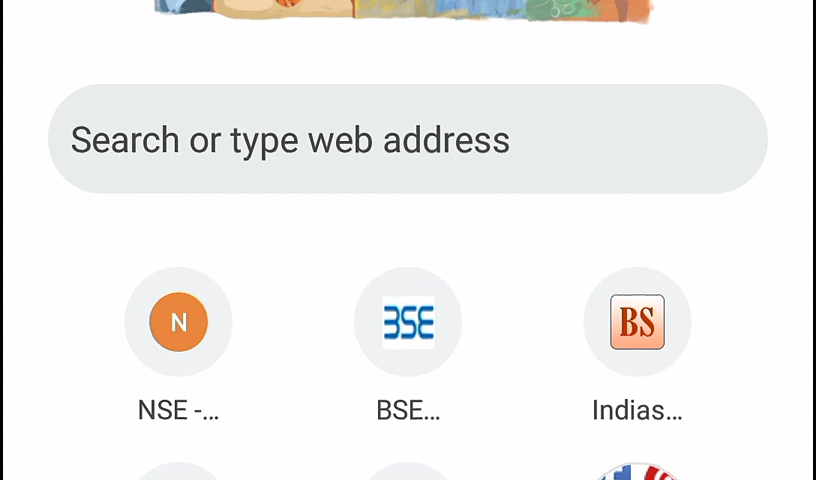 Search or type web address
N
BSE
BS
NSE -...
BSE...
Indias...